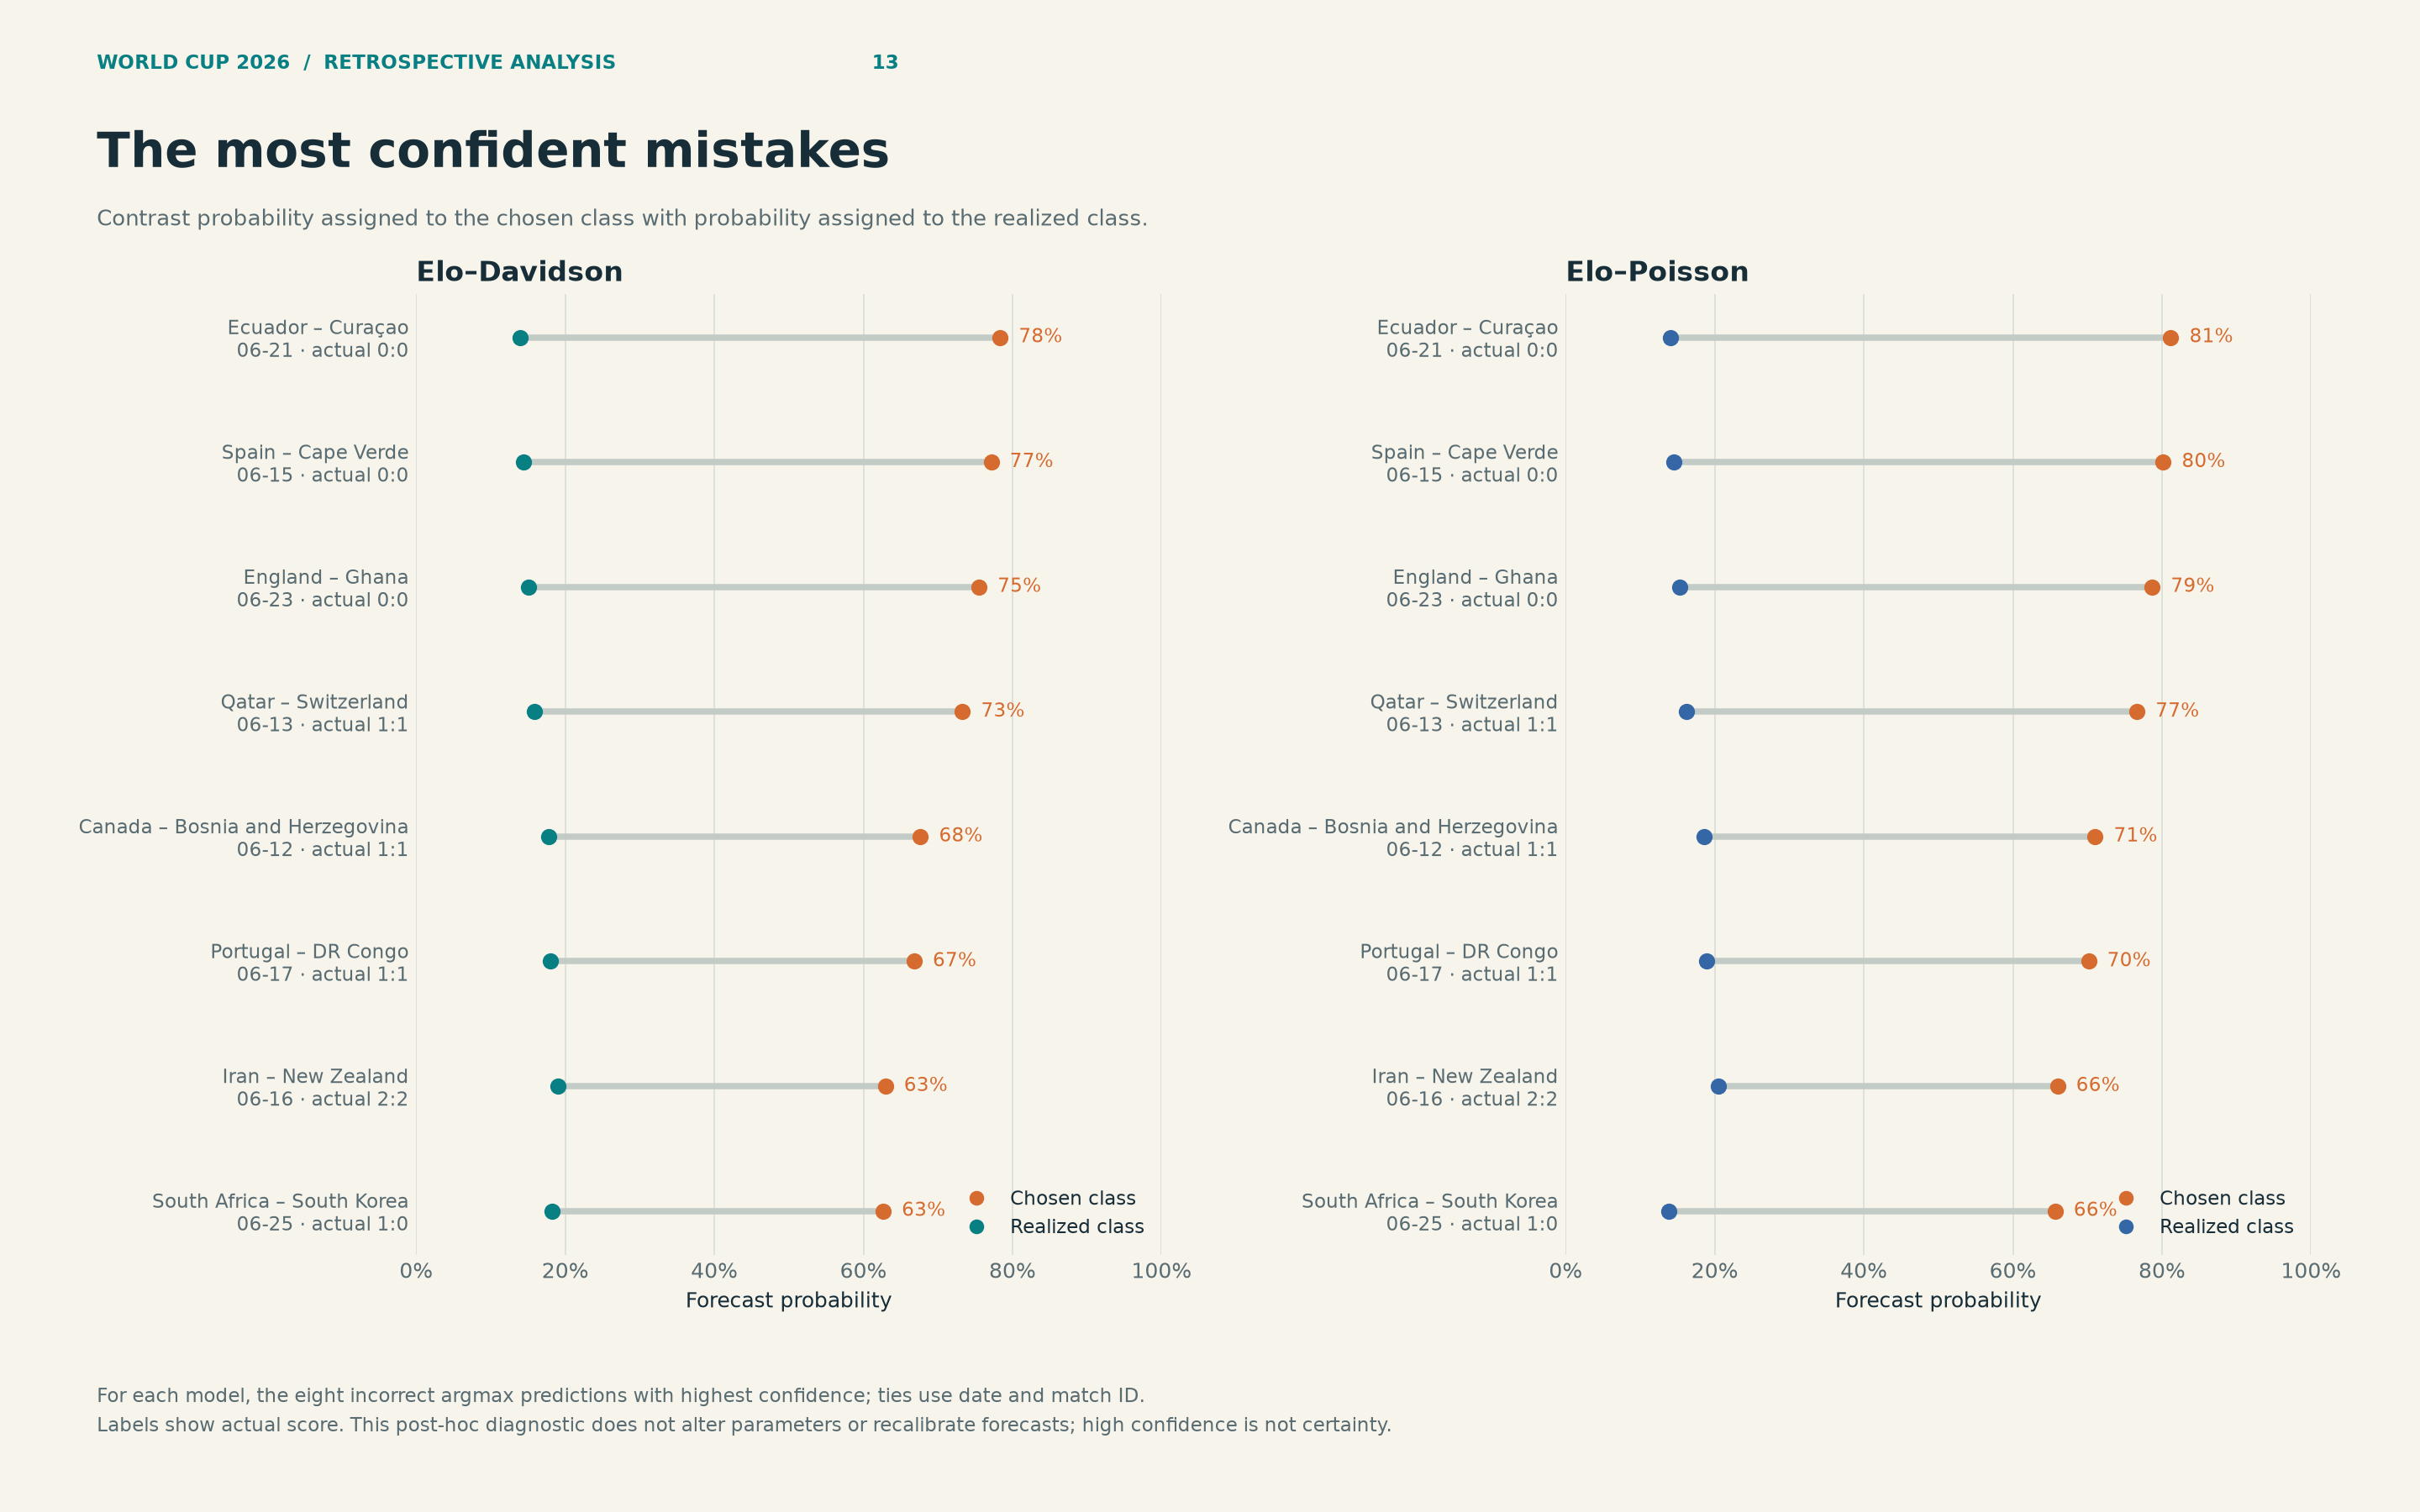 WORLD CUP 2026 / RETROSPECTIVE ANALYSIS 13
The most confident mistakes
Contrast probability assigned to the chosen class with probability assigned to the realized class.
Elo–Davidson
Ecuador – Curaçao
06-21 · actual 0:0
78%
Spain – Cape Verde
06-15 · actual 0:0
77%
England – Ghana
06-23 · actual 0:0
75%
Qatar – Switzerland
06-13 · actual 1:1
73%
Canada – Bosnia and Herzegovina
06-12 · actual 1:1
68%
Portugal – DR Congo
06-17 · actual 1:1
67%
Iran – New Zealand
06-16 · actual 2:2
63%
South Africa – South Korea
06-25 · actual 1:0
63%
Chosen class
Realized class
0% 20% 40% 60% 80% 100%
Forecast probability
Elo–Poisson
Ecuador – Curaçao
06-21 · actual 0:0
81%
Spain – Cape Verde
06-15 · actual 0:0
80%
England – Ghana
06-23 · actual 0:0
79%
Qatar – Switzerland
06-13 · actual 1:1
77%
Canada – Bosnia and Herzegovina
06-12 · actual 1:1
71%
Portugal – DR Congo
06-17 · actual 1:1
70%
Iran – New Zealand
06-16 · actual 2:2
66%
South Africa – South Korea
06-25 · actual 1:0
66%
Chosen class
Realized class
0% 20% 40% 60% 80% 100%
Forecast probability
For each model, the eight incorrect argmax predictions with highest confidence; ties use date and match ID.
Labels show actual score. This post-hoc diagnostic does not alter parameters or recalibrate forecasts; high confidence is not certainty.